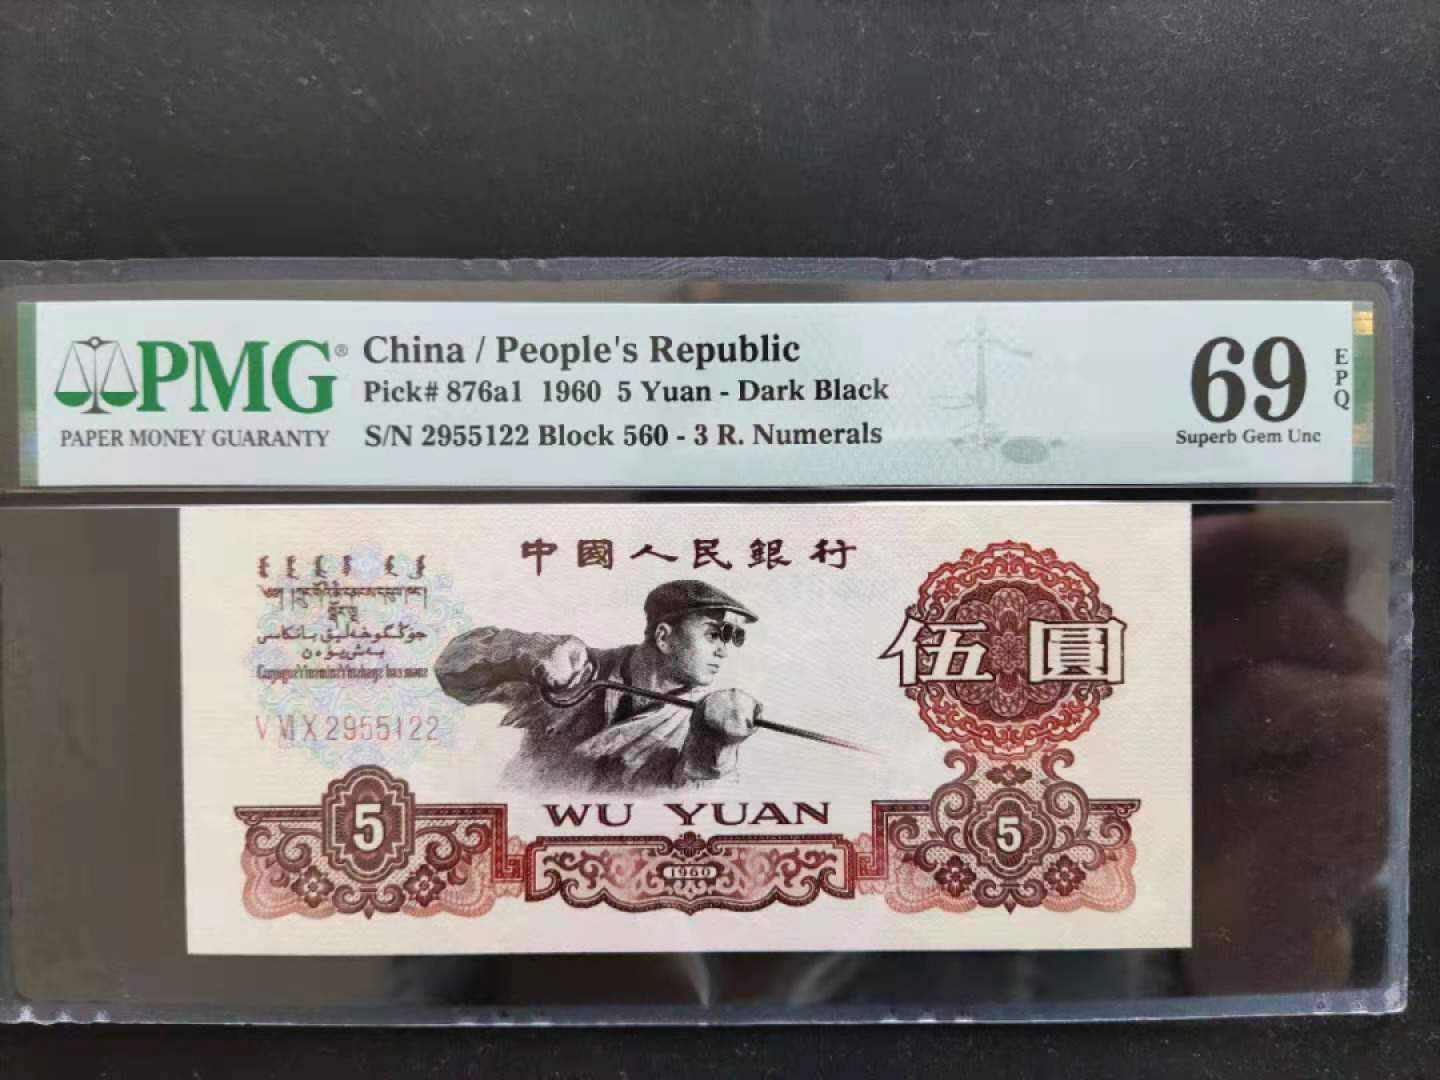 PMG®
PAPER MONEY GUARANTY
China / People's Republic
Pick# 876a1 1960 5 Yuan - Dark Black
S/N 2955122 Block 560 - 3 R. Numerals
69
EPQ
Superb Gem Unc
中國人民銀行
伍圓
V VI X 2955122
WU YUAN
5
5
1960